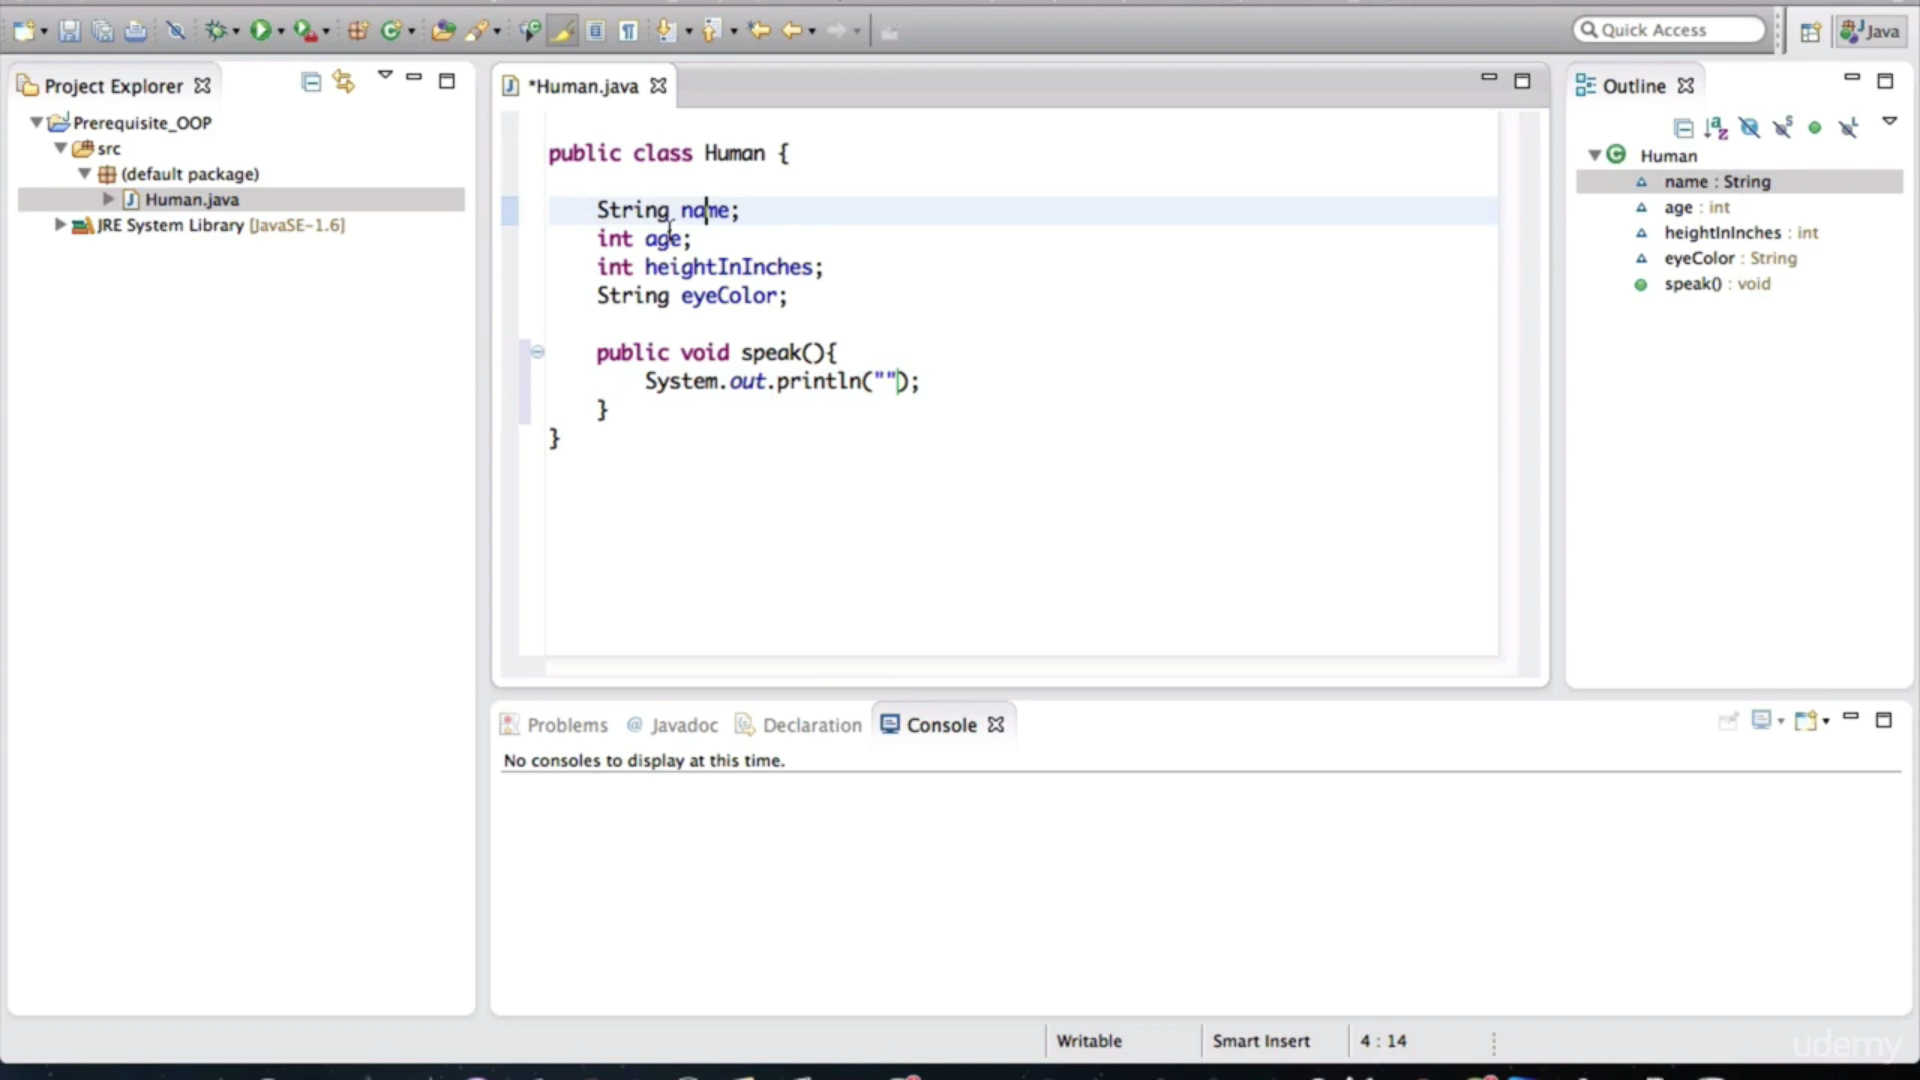 Quick Access
Java
Project Explorer
*Human.java
Outline
Prerequisite_OOP
src
(default package)
Human.java
JRE System Library [JavaSE-1.6]
public class Human {
String name;
int age;
int heightInInches;
String eyeColor;
public void speak(){
System.out.println("");
}
}
Human
name : String
age : int
heightInInches : int
eyeColor : String
speak() : void
Problems
@ Javadoc
Declaration
Console
No consoles to display at this time.
Writable
Smart Insert
4 : 14
udemy